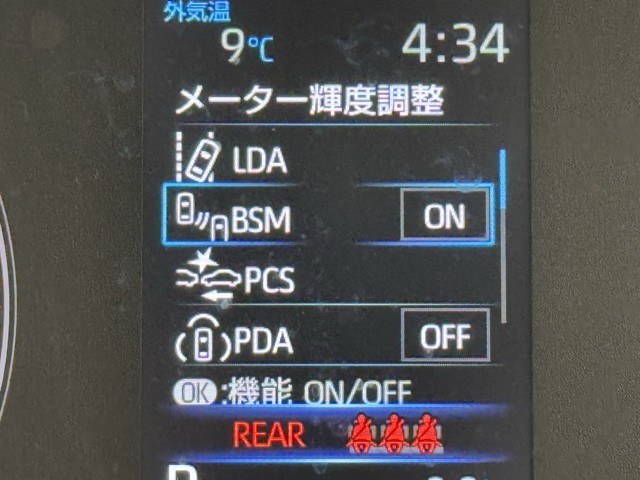 外気温
9℃ 4:34
メーター輝度調整
LDA
BSM ON
PCS
PDA OFF
OK:機能 ON/OFF
REAR